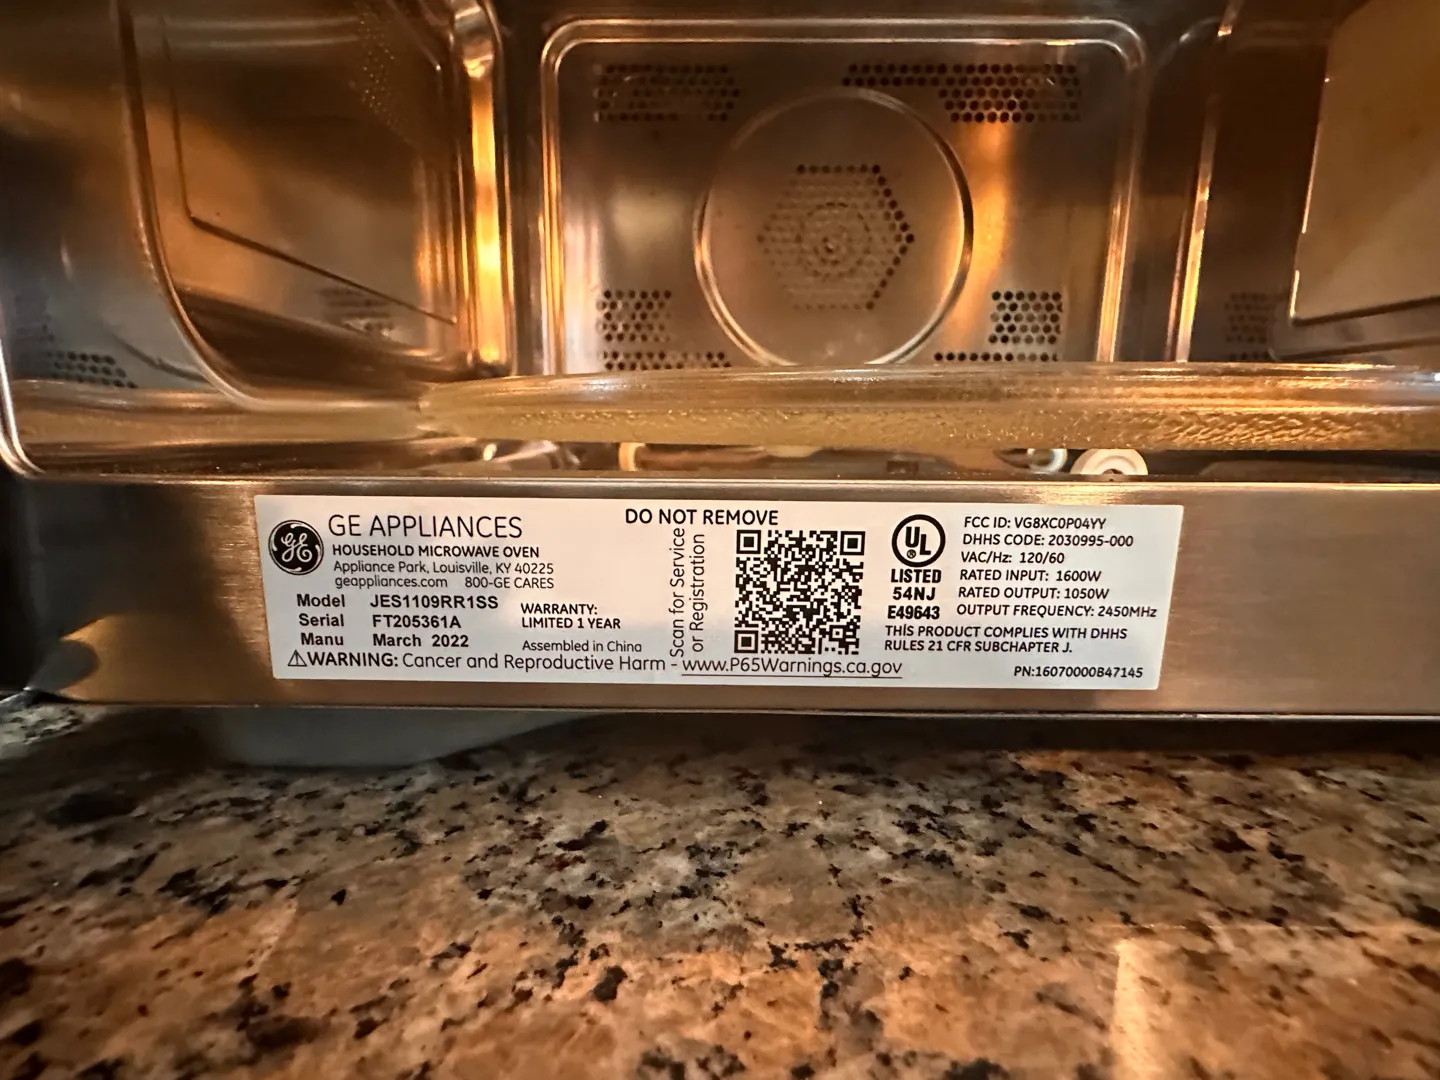 GE APPLIANCES
HOUSEHOLD MICROWAVE OVEN
Appliance Park, Louisville, KY 40225
geappliances.com 800-GE CARES
Model JES1109RR1SS
Serial FT205361A
Manu March 2022
WARRANTY:
LIMITED 1 YEAR
Assembled in China
⚠WARNING: Cancer and Reproductive Harm - www.P65Warnings.ca.gov
DO NOT REMOVE
Scan for Service
or Registration
GE
UL
®
LISTED
54NJ
E49643
FCC ID: VG8XC0P04YY
DHHS CODE: 2030995-000
VAC/Hz: 120/60
RATED INPUT: 1600W
RATED OUTPUT: 1050W
OUTPUT FREQUENCY: 2450MHz
THIS PRODUCT COMPLIES WITH DHHS
RULES 21 CFR SUBCHAPTER J.
PN:16070000B47145